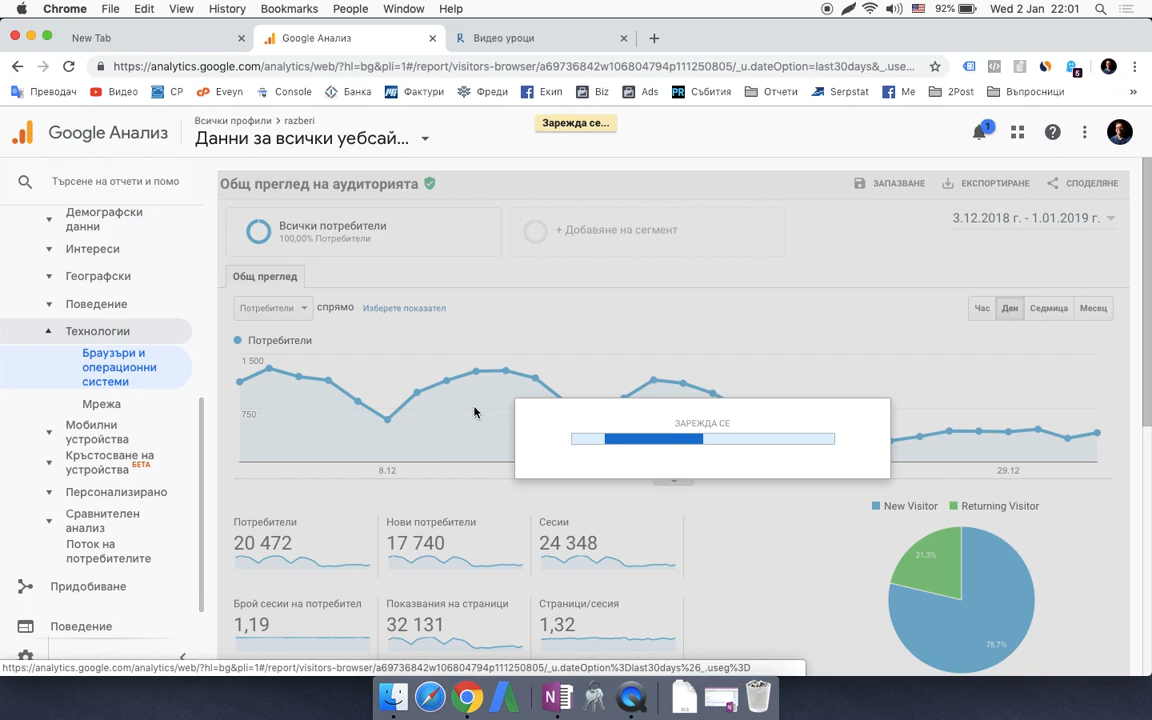 Chrome File Edit View History Bookmarks People Window Help 92% Wed 2 Jan 22:01
New Tab Google Анализ Видео уроци
https://analytics.google.com/analytics/web/?hl=bg&pli=1#/report/visitors-browser/a69736842w106804794p111250805/_u.dateOption=last30days&_.use...
6
Преводач Видео CP Eveyn Console Банка Фактури Фреди Екип Biz Ads Събития Отчети Serpstat Me 2Post Въпросници »
Всички профили > razberi
Google Анализ
Данни за всички уебсай...
Зарежда се...
1
Търсене на отчети и помо
Общ преглед на аудиторията
ЗАПАЗВАНЕ ЕКСПОРТИРАНЕ СПОДЕЛЯНЕ
Демографски
данни
Интереси
Географски
Поведение
Технологии
Браузъри и
операционни
системи
Мрежа
Мобилни
устройства
Кръстосване на
устройства БЕТА
Персонализирано
Сравнителен
анализ
Поток на
потребителите
Придобиване
Поведение
Всички потребители
100,00% Потребители
+ Добавяне на сегмент
3.12.2018 г. - 1.01.2019 г.
Общ преглед
Потребители спрямо Изберете показател
Час Ден Седмица Месец
Потребители
1 500
750
8.12 29.12
ЗАРЕЖДА СЕ
New Visitor Returning Visitor
21,3%
78,7%
Потребители Нови потребители Сесии
20 472 17 740 24 348
Брой сесии на потребител Показвания на страници Страници/сесия
1,19 32 131 1,32
https://analytics.google.com/analytics/web/?hl=bg&pli=1#/report/visitors-browser/a69736842w106804794p111250805/_u.dateOption%3Dlast30days%26_.useg%3D